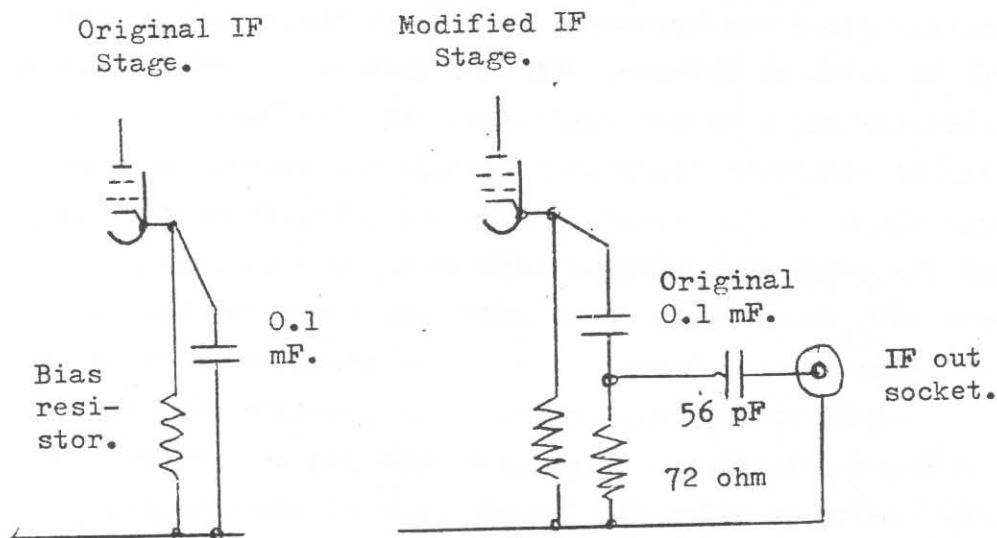 Original IF
Stage.
Modified IF
Stage.
0.1
mF.
Bias
resi-
stor.
Original
0.1 mF.
56 pF
72 ohm
IF out
socket.